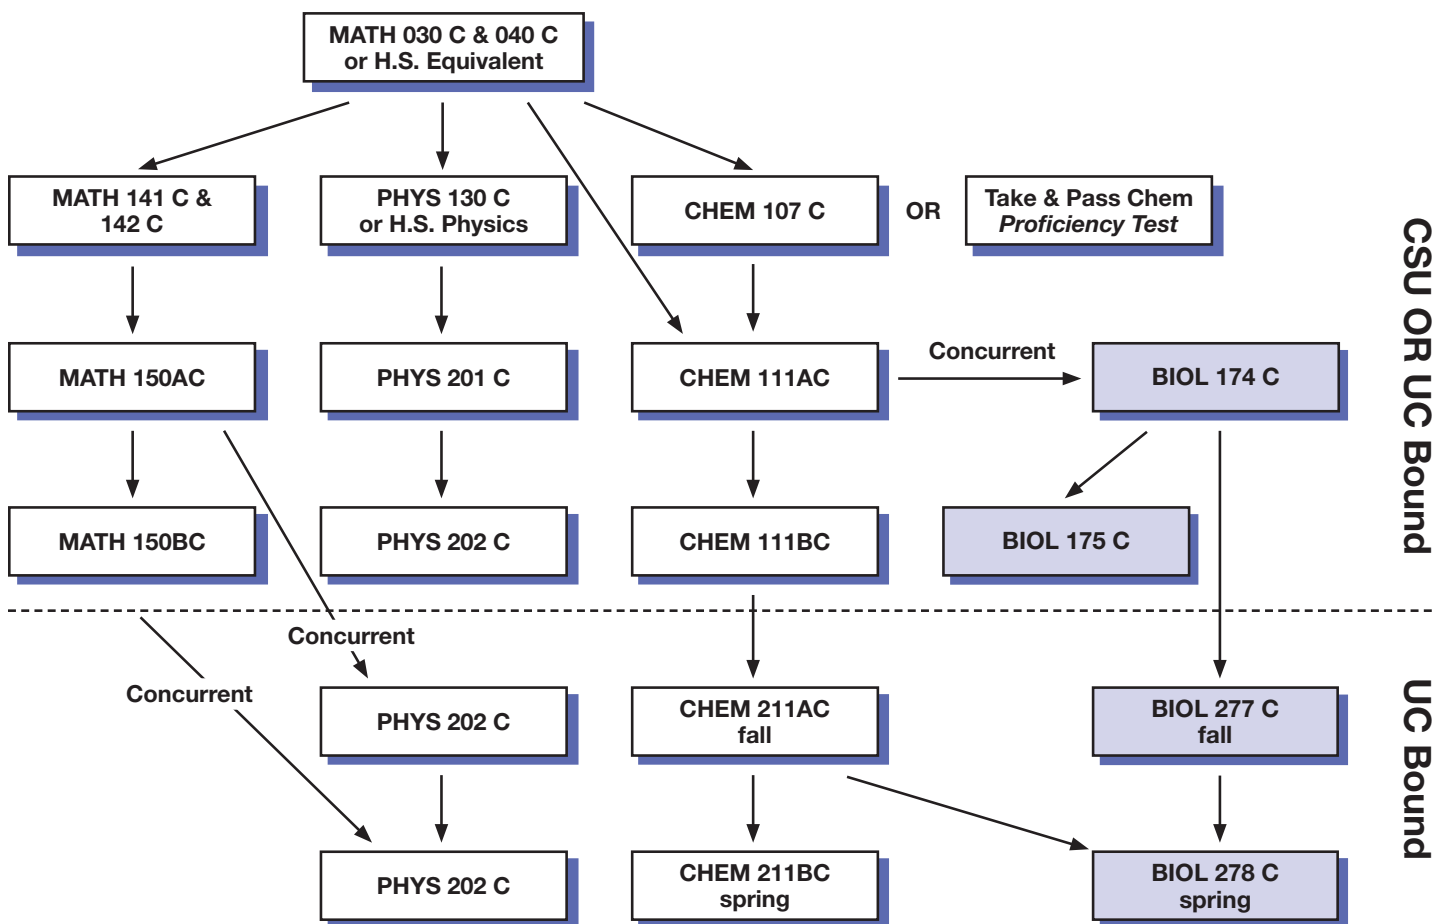 MATH 030 C & 040 C
or H.S. Equivalent
MATH 141 C &
142 C
PHYS 130 C
or H.S. Physics
CHEM 107 C
OR
Take & Pass Chem
Proficiency Test
MATH 150AC
PHYS 201 C
CHEM 111AC
Concurrent
BIOL 174 C
MATH 150BC
PHYS 202 C
CHEM 111BC
BIOL 175 C
CSU OR UC Bound
Concurrent
Concurrent
PHYS 202 C
CHEM 211AC
fall
BIOL 277 C
fall
PHYS 202 C
CHEM 211BC
spring
BIOL 278 C
spring
UC Bound